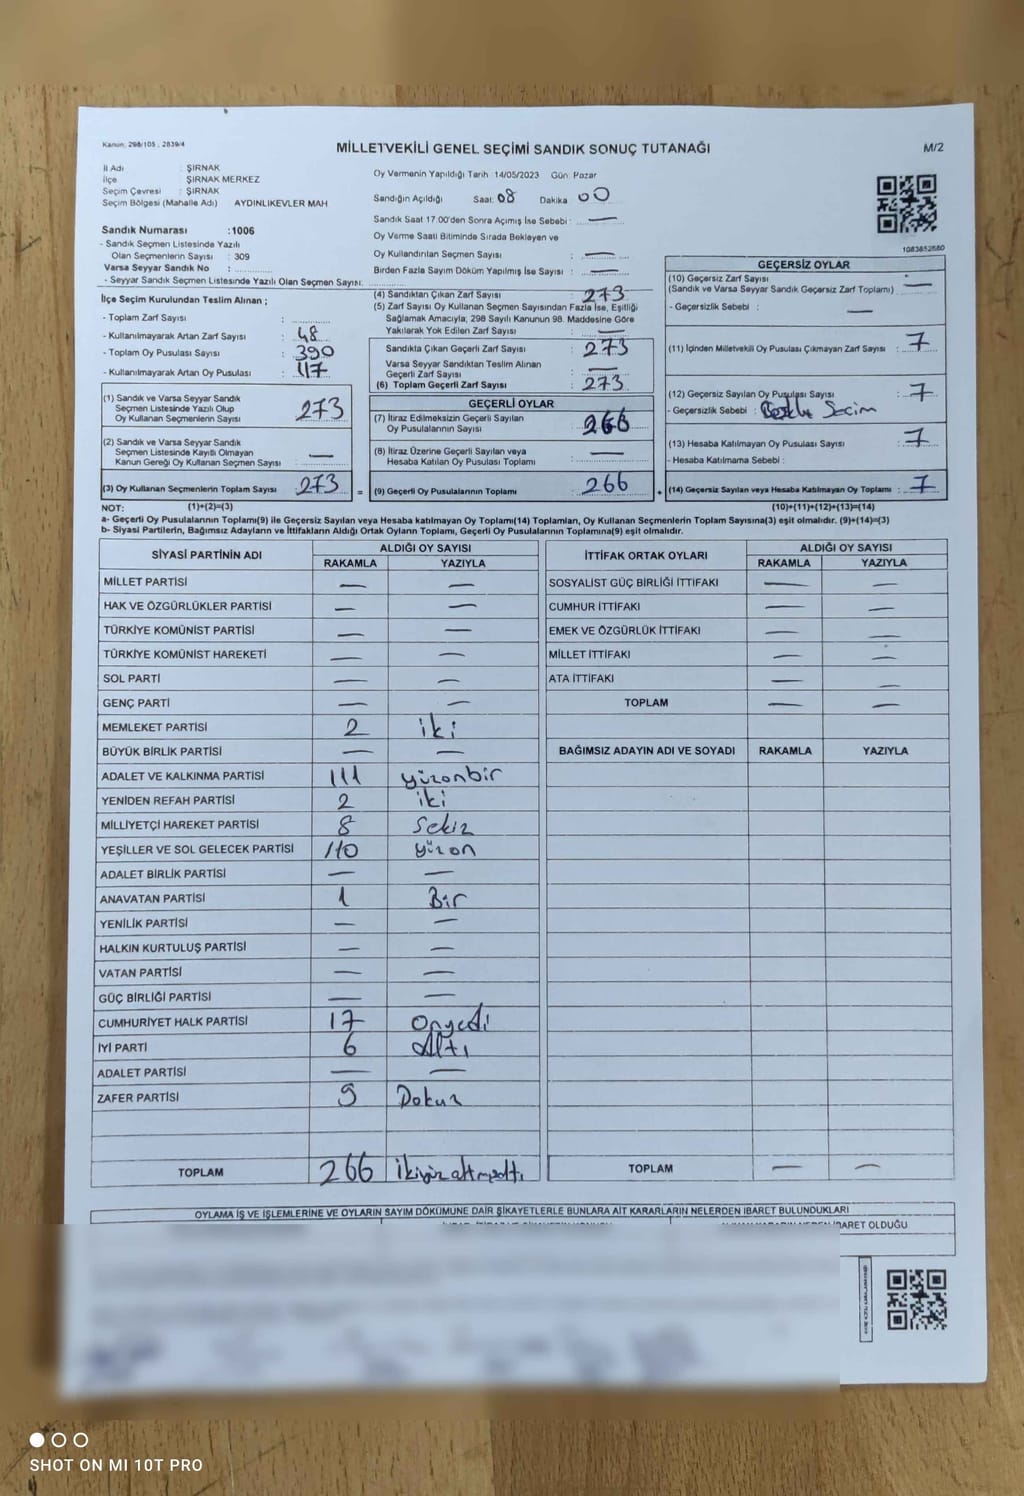 Kanun: 298/105 , 2839/4
MİLLETVEKİLİ GENEL SEÇİMİ SANDIK SONUÇ TUTANAĞI
M/2
İl Adı : ŞIRNAK
İlçe : ŞIRNAK MERKEZ
Seçim Çevresi : ŞIRNAK
Seçim Bölgesi (Mahalle Adı) AYDINLIKEVLER MAH
Oy Vermenin Yapıldığı Tarih :14/05/2023 Gün: Pazar
Sandığın Açıldığı Saat: 08 Dakika 00
Sandık Saat 17.00'den Sonra Açımış İse Sebebi : —
Oy Verme Saati Bitiminde Sırada Bekleyen ve
Oy Kullandırılan Seçmen Sayısı : —
Birden Fazla Sayım Döküm Yapılmış İse Sayısı : —
Sandık Numarası :1006
- Sandık Seçmen Listesinde Yazılı
Olan Seçmenlerin Sayısı : 309
Varsa Seyyar Sandık No :
- Seyyar Sandık Seçmen Listesinde Yazılı Olan Seçmen Sayısı:
1083852880
İlçe Seçim Kurulundan Teslim Alınan ;
- Toplam Zarf Sayısı :
- Kullanılmayarak Artan Zarf Sayısı : 48
- Toplam Oy Pusulası Sayısı : 390
- Kullanılmayarak Artan Oy Pusulası : 117
(1) Sandık ve Varsa Seyyar Sandık
Seçmen Listesinde Yazılı Olup
Oy Kullanan Seçmenlerin Sayısı : 273
(2) Sandık ve Varsa Seyyar Sandık
Seçmen Listesinde Kayıtlı Olmayan
Kanun Gereği Oy Kullanan Seçmen Sayısı —
(3) Oy Kullanan Seçmenlerin Toplam Sayısı 273 =
(4) Sandıktan Çıkan Zarf Sayısı : 273
(5) Zarf Sayısı Oy Kullanan Seçmen Sayısından Fazla İse, Eşitliği
Sağlamak Amacıyla, 298 Sayılı Kanunun 98. Maddesine Göre
Yakılarak Yok Edilen Zarf Sayısı : —
Sandıkta Çıkan Geçerli Zarf Sayısı : 273
Varsa Seyyar Sandıktan Teslim Alınan
Geçerli Zarf Sayısı : —
(6) Toplam Geçerli Zarf Sayısı : 273
GEÇERLİ OYLAR
(7) İtiraz Edilmeksizin Geçerli Sayılan
Oy Pusulalarının Sayısı : 266
(8) İtiraz Üzerine Geçerli Sayılan veya
Hesaba Katılan Oy Pusulası Toplamı : —
(9) Geçerli Oy Pusulalarının Toplamı : 266 +
GEÇERSİZ OYLAR
(10) Geçersiz Zarf Sayısı
(Sandık ve Varsa Seyyar Sandık Geçersiz Zarf Toplamı) : —
- Geçersizlik Sebebi : —
(11) İçinden Milletvekili Oy Pusulası Çıkmayan Zarf Sayısı : 7
(12) Geçersiz Sayılan Oy Pusulası Sayısı : 7
- Geçersizlik Sebebi : Seçim
(13) Hesaba Katılmayan Oy Pusulası Sayısı : 7
- Hesaba Katılmama Sebebi :
(14) Geçersiz Sayılan veya Hesaba Katılmayan Oy Toplamı : 7
NOT: (1)+(2)=(3) (10)+(11)+(12)+(13)=(14)
a- Geçerli Oy Pusulalarının Toplamı(9) ile Geçersiz Sayılan veya Hesaba katılmayan Oy Toplamı(14) Toplamları, Oy Kullanan Seçmenlerin Toplam Sayısına(3) eşit olmalıdır. (9)+(14)=(3)
b- Siyasi Partilerin, Bağımsız Adayların ve İttifakların Aldığı Ortak Oyların Toplamı, Geçerli Oy Pusulalarının Toplamına(9) eşit olmalıdır.
SİYASİ PARTİNİN ADI ALDIĞI OY SAYISI
RAKAMLA YAZIYLA
MİLLET PARTİSİ — —
HAK VE ÖZGÜRLÜKLER PARTİSİ — —
TÜRKİYE KOMÜNİST PARTİSİ — —
TÜRKİYE KOMÜNİST HAREKETİ — —
SOL PARTİ — —
GENÇ PARTİ — —
MEMLEKET PARTİSİ 2 iki
BÜYÜK BİRLİK PARTİSİ — —
ADALET VE KALKINMA PARTİSİ 111 yüzonbir
YENİDEN REFAH PARTİSİ 2 iki
MİLLİYETÇİ HAREKET PARTİSİ 8 Sekiz
YEŞİLLER VE SOL GELECEK PARTİSİ 110 yüzon
ADALET BİRLİK PARTİSİ — —
ANAVATAN PARTİSİ 1 Bir
YENİLİK PARTİSİ — —
HALKIN KURTULUŞ PARTİSİ — —
VATAN PARTİSİ — —
GÜÇ BİRLİĞİ PARTİSİ — —
CUMHURİYET HALK PARTİSİ 17 Onyedi
İYİ PARTİ 6 Altı
ADALET PARTİSİ — —
ZAFER PARTİSİ 9 Dokuz
TOPLAM 266 ikiyüzaltmışaltı
İTTİFAK ORTAK OYLARI ALDIĞI OY SAYISI
RAKAMLA YAZIYLA
SOSYALİST GÜÇ BİRLİĞİ İTTİFAKI — —
CUMHUR İTTİFAKI — —
EMEK VE ÖZGÜRLÜK İTTİFAKI — —
MİLLET İTTİFAKI — —
ATA İTTİFAKI — —
TOPLAM — —
BAĞIMSIZ ADAYIN ADI VE SOYADI RAKAMLA YAZIYLA
TOPLAM — —
OYLAMA İŞ VE İŞLEMLERİNE VE OYLARIN SAYIM DÖKÜMÜNE DAİR ŞİKAYETLERLE BUNLARA AİT KARARLARIN NELERDEN İBARET BULUNDUKLARI
İBARET OLDUĞU
SHOT ON MI 10T PRO